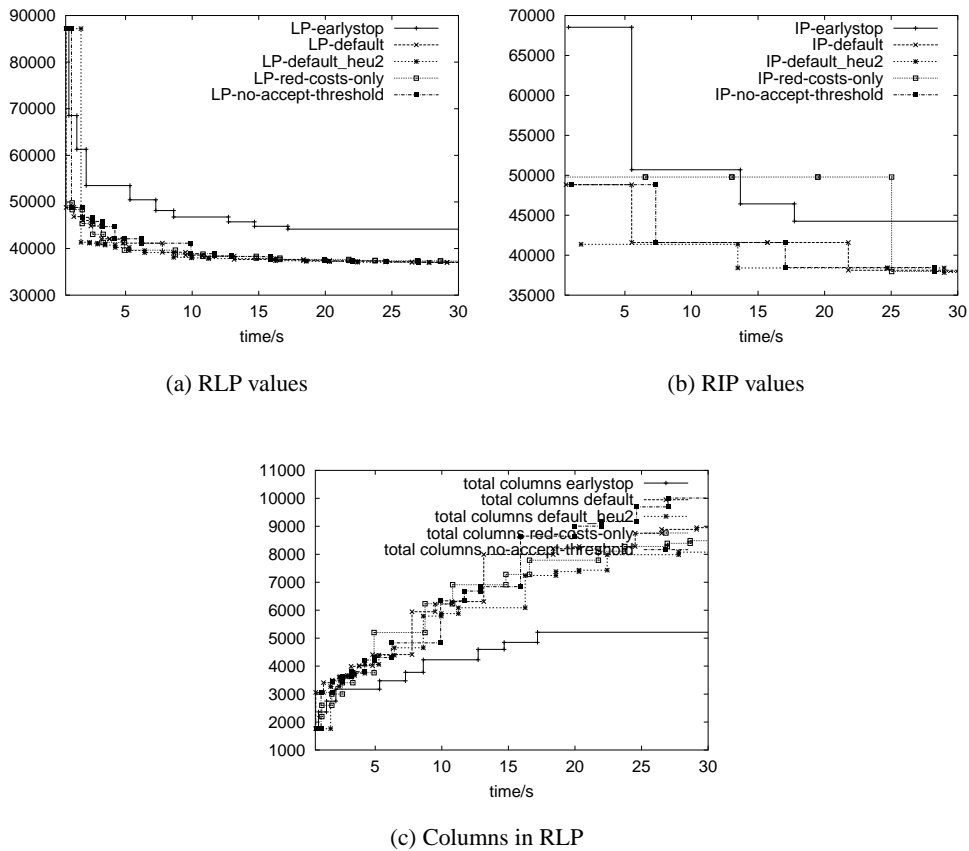 90000
80000
70000
60000
50000
40000
30000
5 10 15 20 25 30
time/s
LP-earlystop
LP-default
LP-default_heu2
LP-red-costs-only
LP-no-accept-threshold
(a) RLP values
70000
65000
60000
55000
50000
45000
40000
35000
5 10 15 20 25 30
time/s
IP-earlystop
IP-default
IP-default_heu2
IP-red-costs-only
IP-no-accept-threshold
(b) RIP values
11000
10000
9000
8000
7000
6000
5000
4000
3000
2000
1000
5 10 15 20 25 30
time/s
total columns earlystop
total columns default
total columns default_heu2
total columns red-costs-only
total columns no-accept-threshold
(c) Columns in RLP